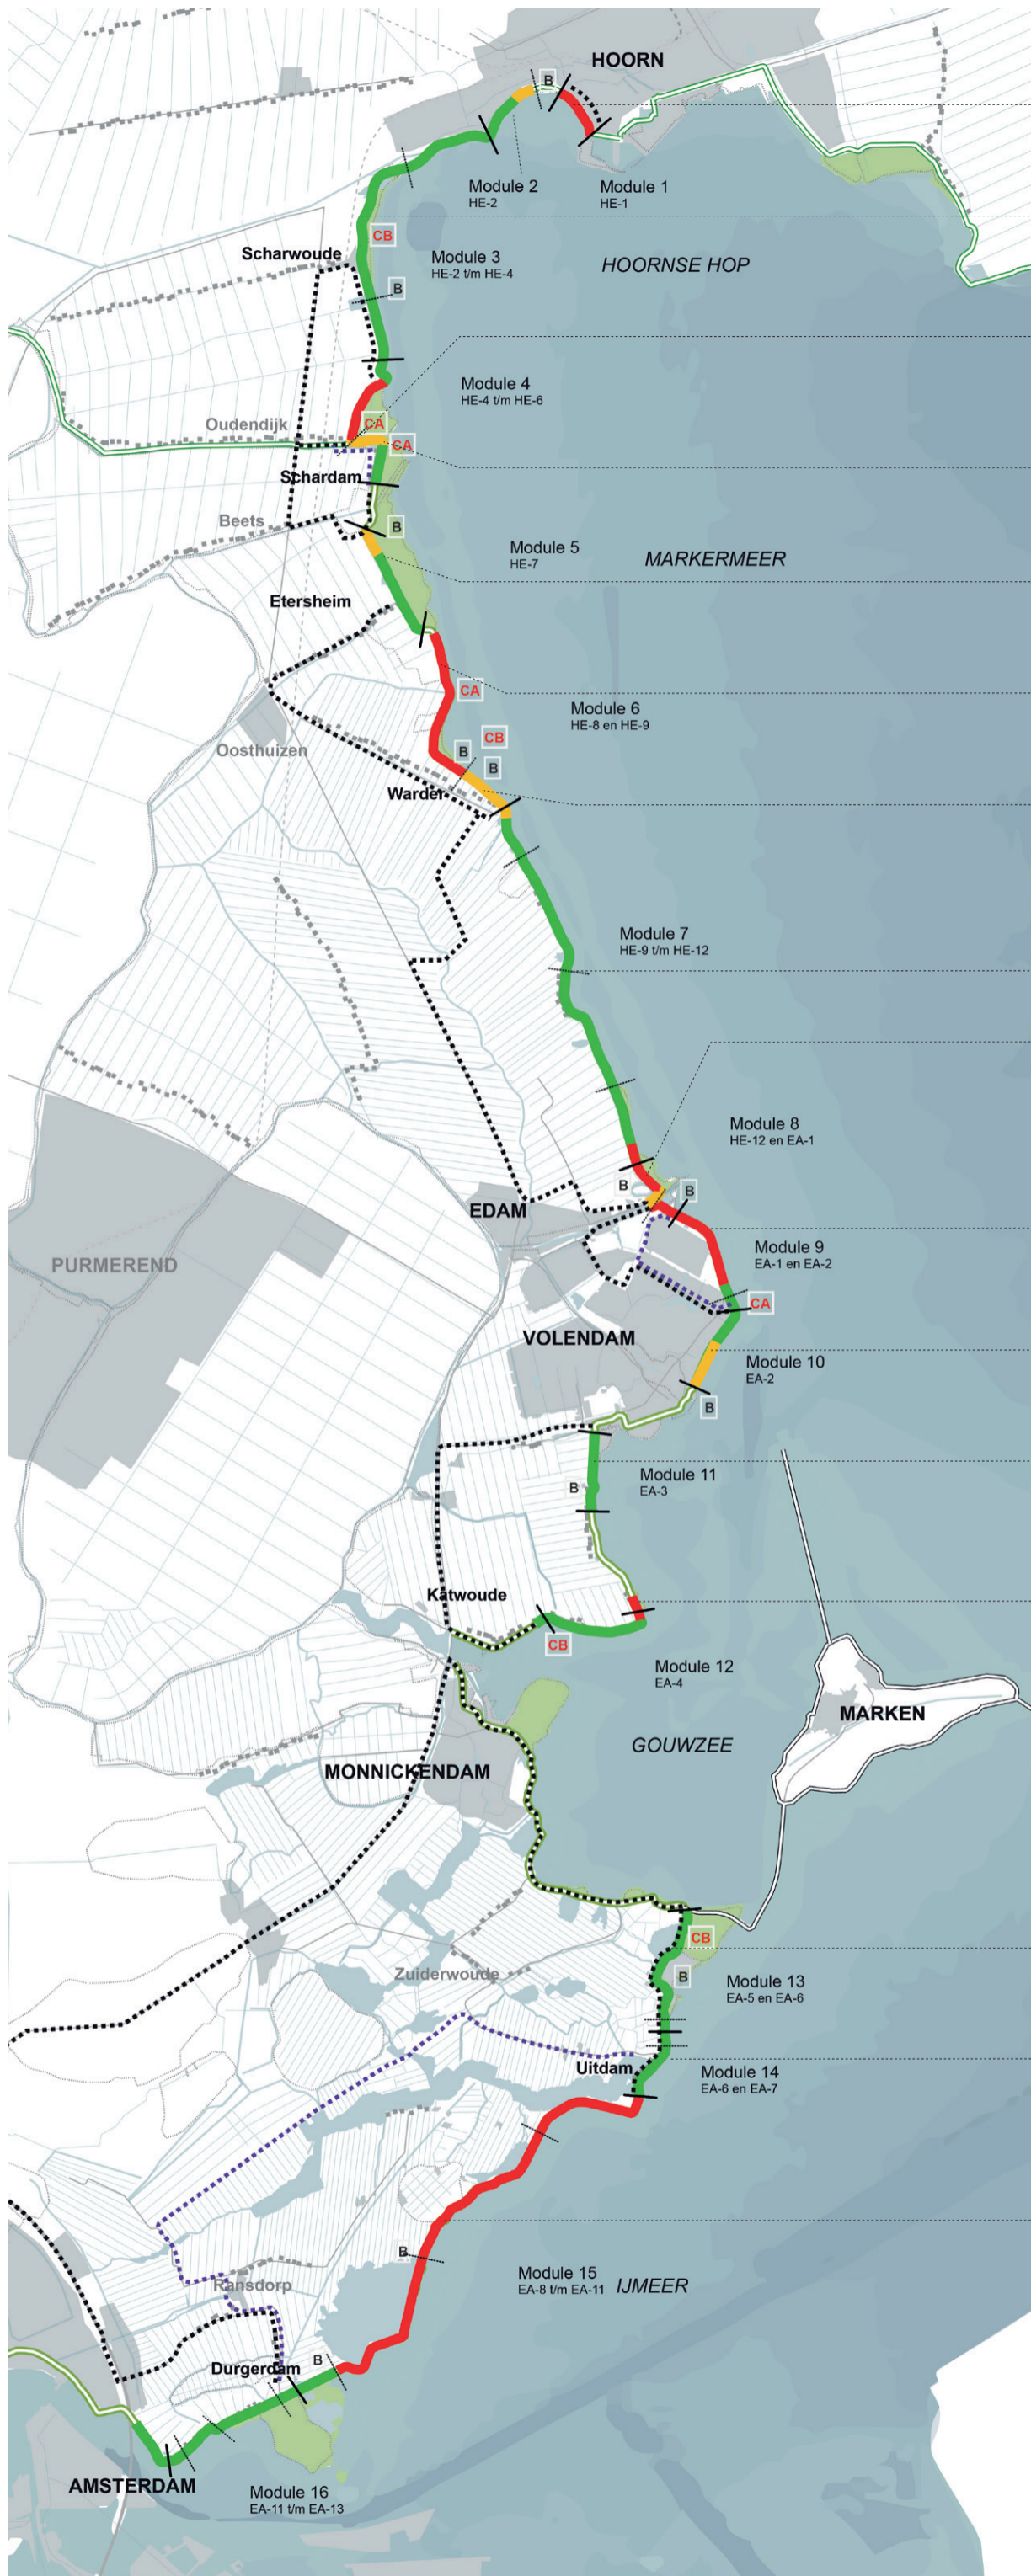 HOORN
B
Module 2
HE-2
Module 1
HE-1
CB
Scharwoude
Module 3
HE-2 t/m HE-4
HOORNSE HOP
B
Module 4
HE-4 t/m HE-6
Oudendijk
CA
CA
Schardam
Beets
B
Module 5
HE-7
MARKERMEER
Etersheim
CA
Module 6
HE-8 en HE-9
CB
Oosthuizen
B
B
Warder
Module 7
HE-9 t/m HE-12
Module 8
HE-12 en EA-1
B
B
EDAM
PURMEREND
Module 9
EA-1 en EA-2
CA
VOLENDAM
Module 10
EA-2
B
Module 11
EA-3
B
Katwoude
CB
Module 12
EA-4
MARKEN
GOUWZEE
MONNICKENDAM
CB
Zuiderwoude
B
Module 13
EA-5 en EA-6
Uitdam
Module 14
EA-6 en EA-7
B
Module 15
EA-8 t/m EA-11
IJMEER
Ransdorp
B
Durgerdam
AMSTERDAM
Module 16
EA-11 t/m EA-13